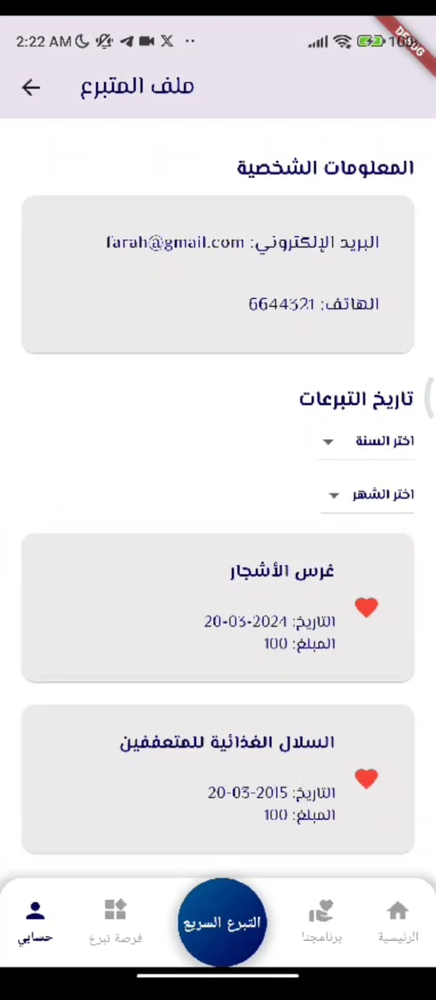 2:22 AM
DEBUG
ملف المتبرع
المعلومات الشخصية
البريد الإلكتروني: farah@gmail.com
الهاتف: 6644321
تاريخ التبرعات
اختر السنة
اختر الشهر
غرس الأشجار
التاريخ: 2024-03-20
المبلغ: 100
السلال الغذائية للمتعففين
التاريخ: 2015-03-20
المبلغ: 100
الرئيسية
برنامجنا
التبرع السريع
فرصة تبرع
حسابي